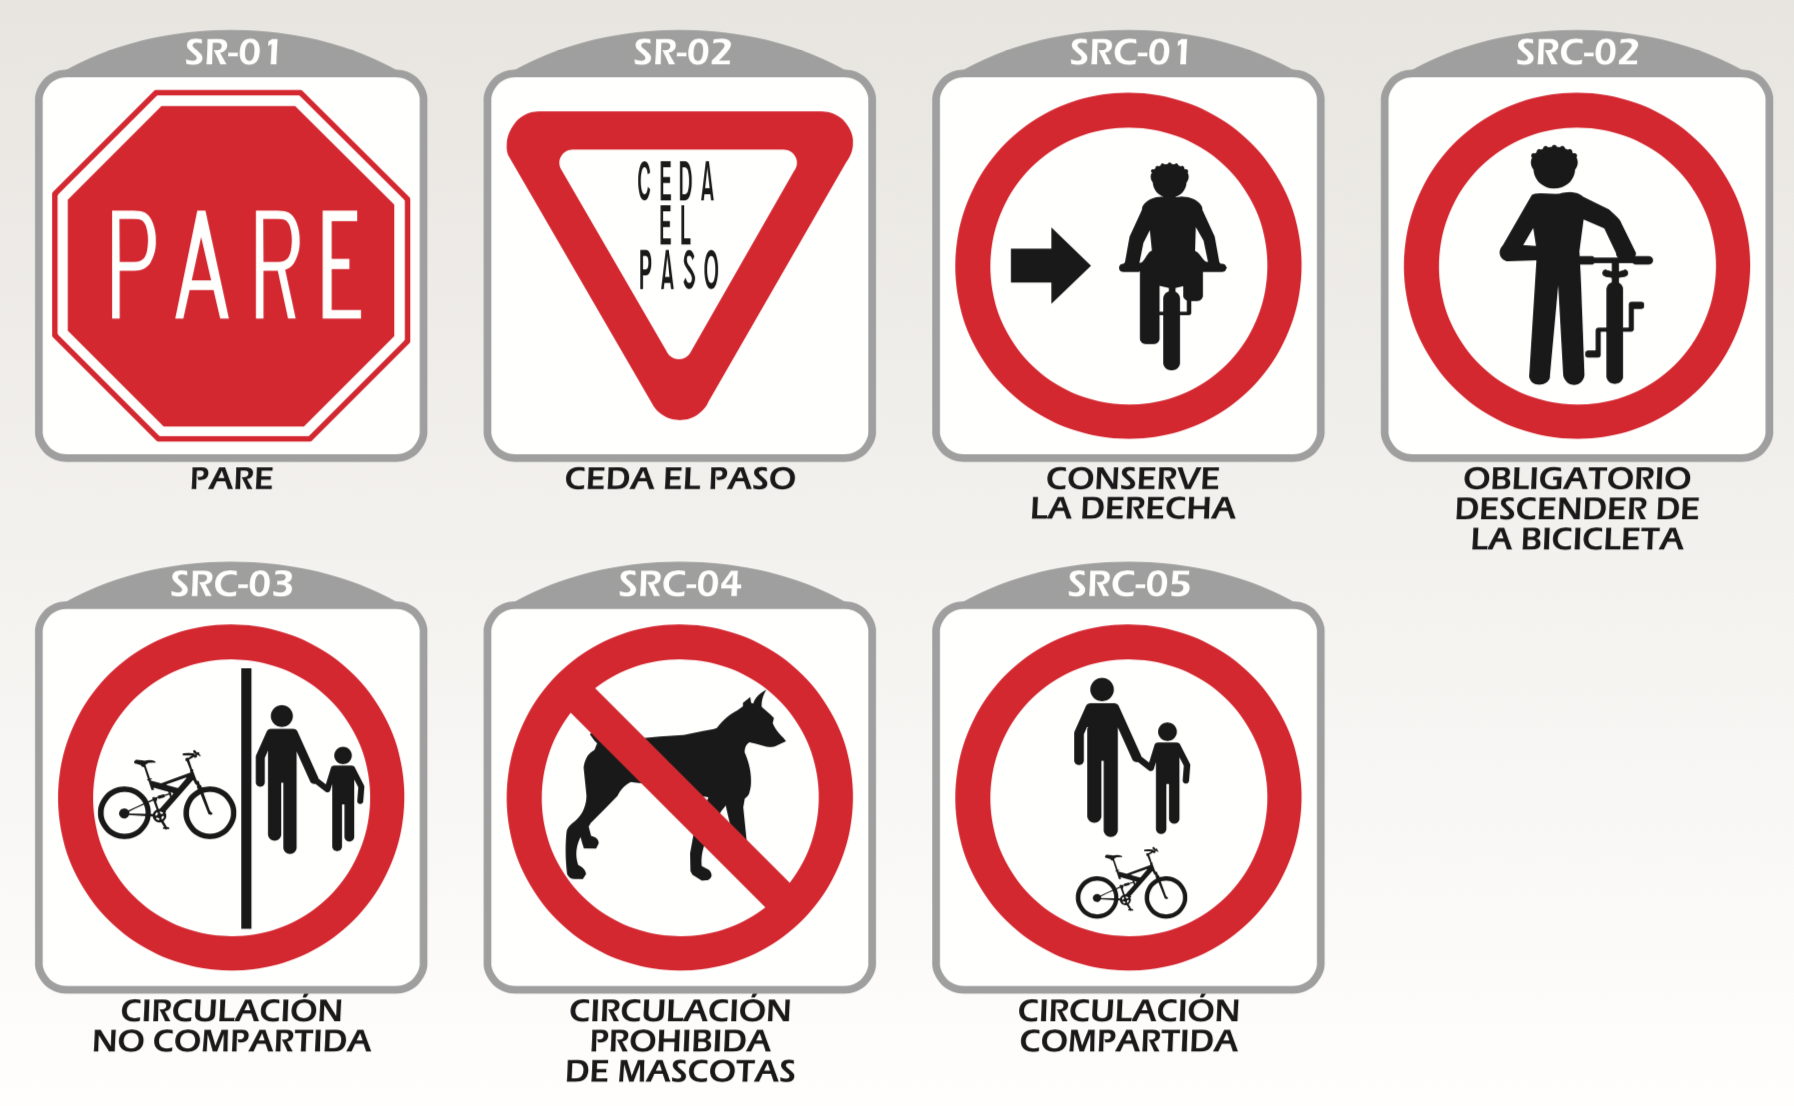 SR-01
PARE
PARE
SR-02
CEDA
EL
PASO
CEDA EL PASO
SRC-01
CONSERVE
LA DERECHA
SRC-02
OBLIGATORIO
DESCENDER DE
LA BICICLETA
SRC-03
CIRCULACIÓN
NO COMPARTIDA
SRC-04
CIRCULACIÓN
PROHIBIDA
DE MASCOTAS
SRC-05
CIRCULACIÓN
COMPARTIDA